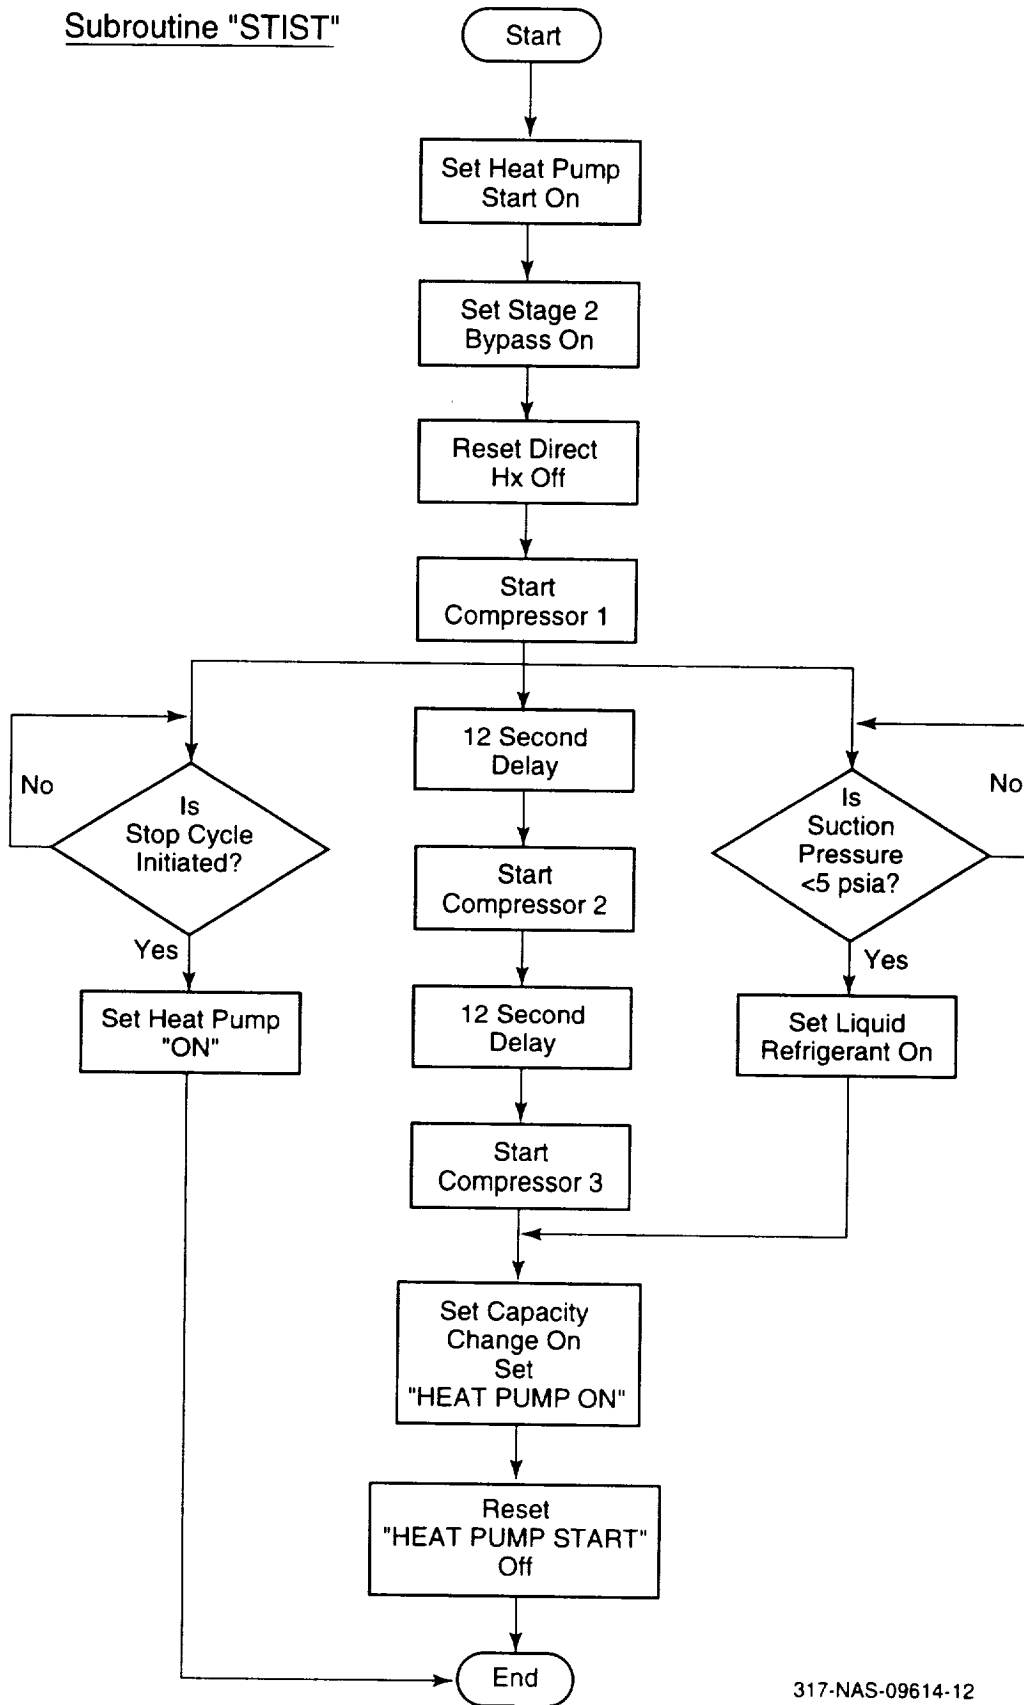 Subroutine "STIST"
Start
Set Heat Pump
Start On
Set Stage 2
Bypass On
Reset Direct
Hx Off
Start
Compressor 1
12 Second
Delay
No
Is
Stop Cycle
Initiated?
Yes
No
Is
Suction
Pressure
<5 psia?
Yes
Start
Compressor 2
Set Heat Pump
"ON"
12 Second
Delay
Set Liquid
Refrigerant On
Start
Compressor 3
Set Capacity
Change On
Set
"HEAT PUMP ON"
Reset
"HEAT PUMP START"
Off
End
317-NAS-09614-12